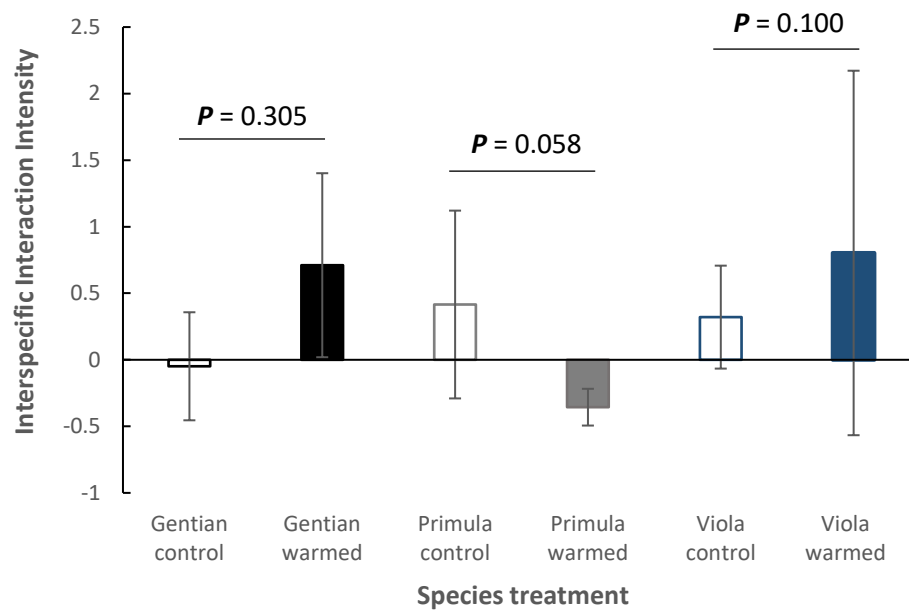 2.5
P = 0.100
2
P = 0.305
P = 0.058
1.5
1
0.5
0
-0.5
-1
Interspecific Interaction Intensity
Gentian control
Gentian warmed
Primula control
Primula warmed
Viola control
Viola warmed
Species treatment